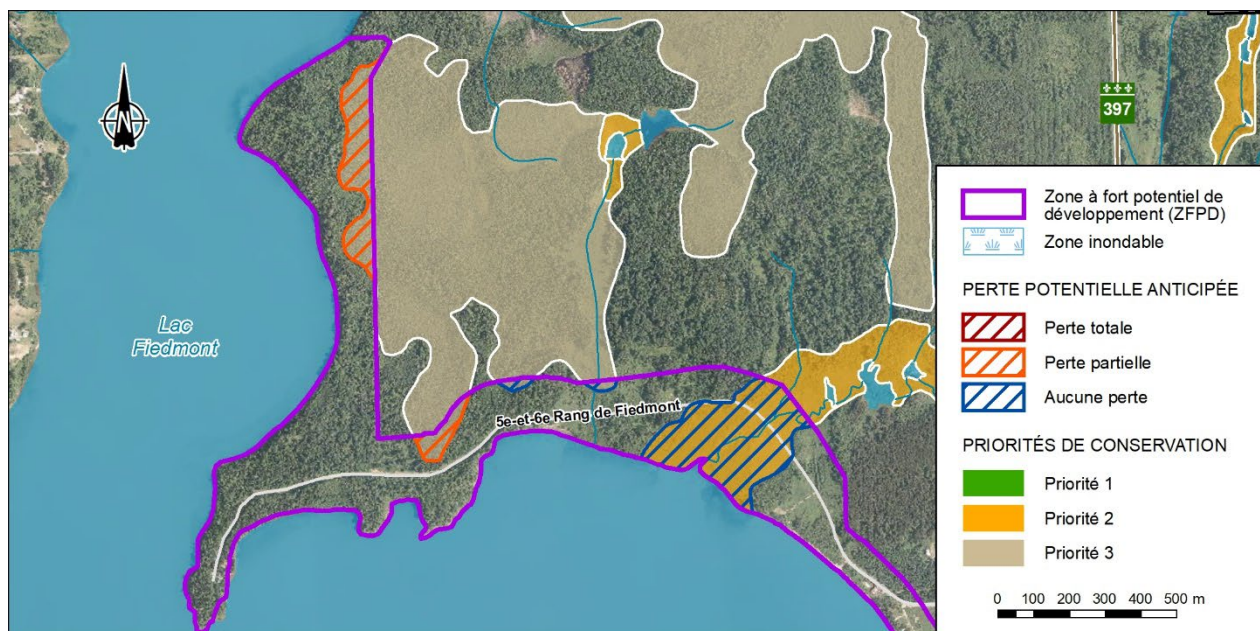 N
397
Lac
Fiedmont
5e-et-6e Rang de Fiedmont
Zone à fort potentiel de
développement (ZFPD)
Zone inondable
PERTE POTENTIELLE ANTICIPÉE
Perte totale
Perte partielle
Aucune perte
PRIORITÉS DE CONSERVATION
Priorité 1
Priorité 2
Priorité 3
0 100 200 300 400 500 m